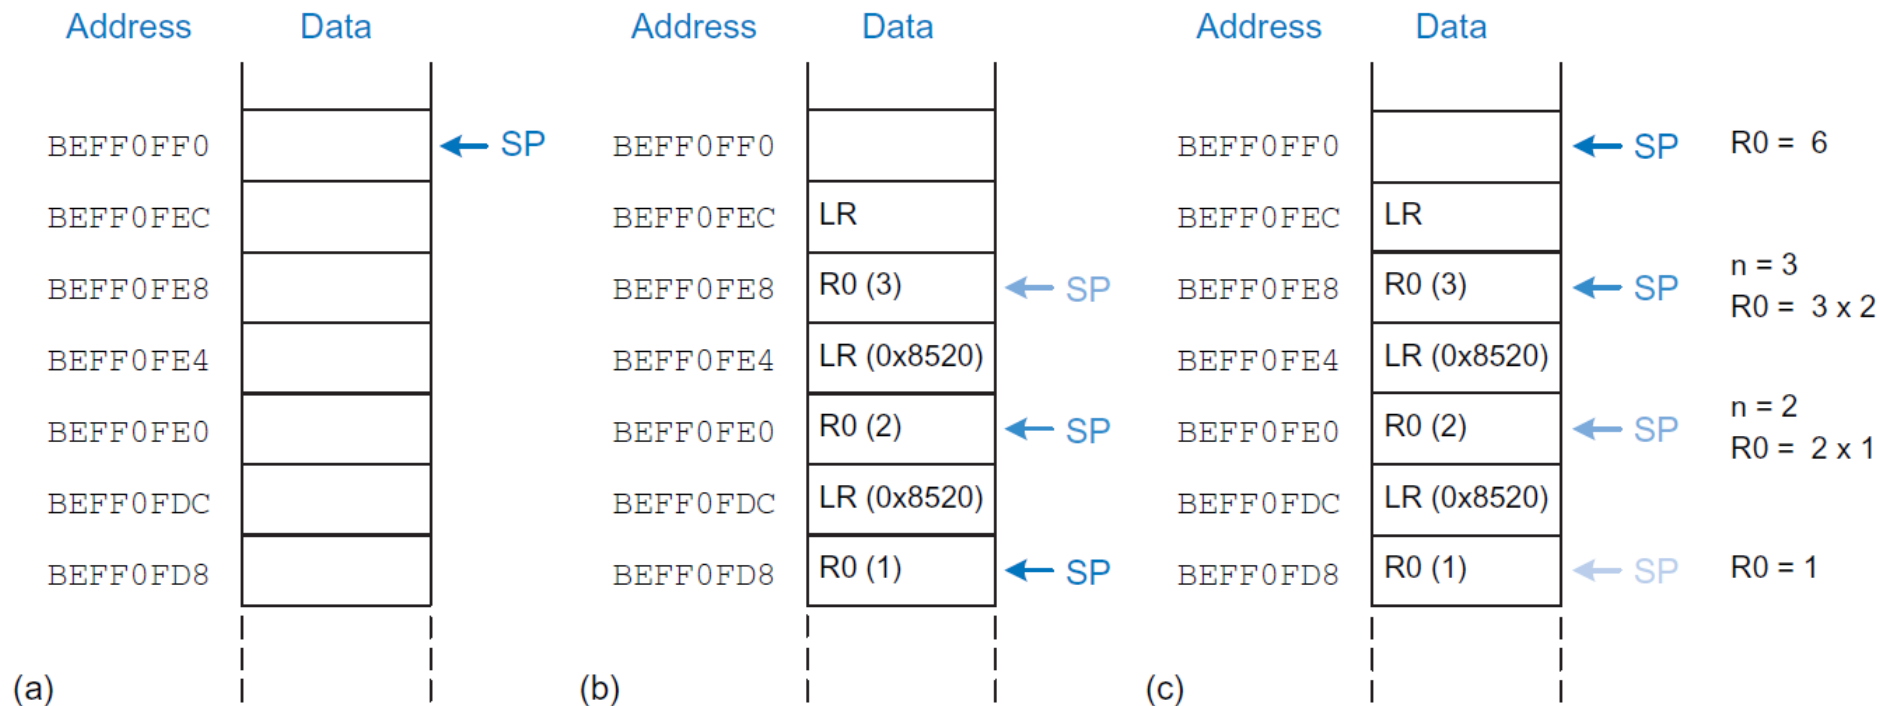 Address Data Address Data Address Data
BEFF0FF0 SP BEFF0FF0 BEFF0FF0 SP R0 = 6
BEFF0FEC BEFF0FEC LR BEFF0FEC LR
n = 3
BEFF0FE8 BEFF0FE8 R0 (3) SP BEFF0FE8 R0 (3) SP
R0 = 3 x 2
BEFF0FE4 BEFF0FE4 LR (0x8520) BEFF0FE4 LR (0x8520)
n = 2
BEFF0FE0 BEFF0FE0 R0 (2) SP BEFF0FE0 R0 (2) SP
R0 = 2 x 1
BEFF0FDC BEFF0FDC LR (0x8520) BEFF0FDC LR (0x8520)
BEFF0FD8 BEFF0FD8 R0 (1) SP BEFF0FD8 R0 (1) SP R0 = 1
(a) (b) (c)